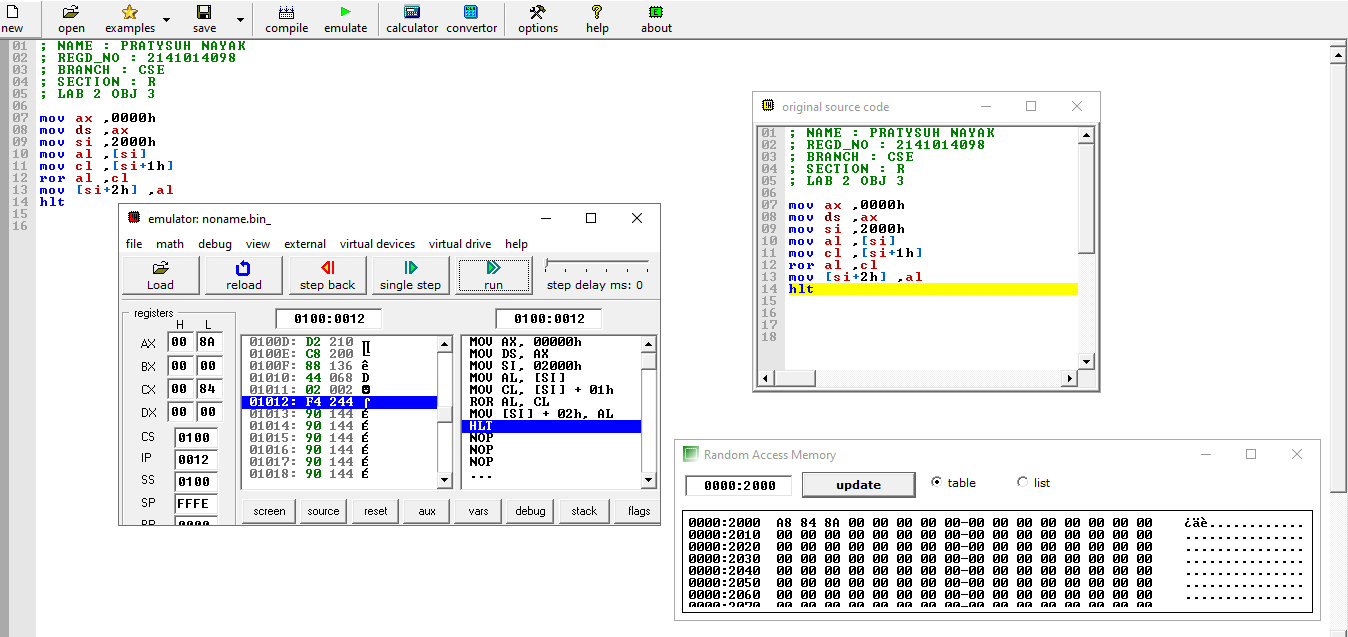 new open examples save compile emulate calculator convertor options help about
01 ; NAME : PRATYSUH NAYAK
02 ; REGD_NO : 2141014098
03 ; BRANCH : CSE
04 ; SECTION : R
05 ; LAB 2 OBJ 3
06
07 mov ax ,0000h
08 mov ds ,ax
09 mov si ,2000h
10 mov al ,[si]
11 mov cl ,[si+1h]
12 ror al ,cl
13 mov [si+2h] ,al
14 hlt
15
16
emulator: noname.bin_
file math debug view external virtual devices virtual drive help
Load reload step back single step run step delay ms: 0
registers
H L
AX 00 8A
BX 00 00
CX 00 84
DX 00 00
CS 0100
IP 0012
SS 0100
SP FFFE
BP 0000
0100:0012 0100:0012
0100D: D2 210
0100E: C8 200 ╚
0100F: 88 136 ê
01010: 44 068 D
01011: 02 002 ☻
01012: F4 244 ⌠
01013: 90 144 É
01014: 90 144 É
01015: 90 144 É
01016: 90 144 É
01017: 90 144 É
01018: 90 144 É
MOV AX, 00000h
MOV DS, AX
MOV SI, 02000h
MOV AL, [SI]
MOV CL, [SI] + 01h
ROR AL, CL
MOV [SI] + 02h, AL
HLT
NOP
NOP
NOP
...
screen source reset aux vars debug stack flags
original source code
01 ; NAME : PRATYSUH NAYAK
02 ; REGD_NO : 2141014098
03 ; BRANCH : CSE
04 ; SECTION : R
05 ; LAB 2 OBJ 3
06
07 mov ax ,0000h
08 mov ds ,ax
09 mov si ,2000h
10 mov al ,[si]
11 mov cl ,[si+1h]
12 ror al ,cl
13 mov [si+2h] ,al
14 hlt
15
16
17
18
Random Access Memory
0000:2000 update table list
0000:2000 A8 84 8A 00 00 00 00 00-00 00 00 00 00 00 00 00 ¿äè.............
0000:2010 00 00 00 00 00 00 00 00-00 00 00 00 00 00 00 00 ................
0000:2020 00 00 00 00 00 00 00 00-00 00 00 00 00 00 00 00 ................
0000:2030 00 00 00 00 00 00 00 00-00 00 00 00 00 00 00 00 ................
0000:2040 00 00 00 00 00 00 00 00-00 00 00 00 00 00 00 00 ................
0000:2050 00 00 00 00 00 00 00 00-00 00 00 00 00 00 00 00 ................
0000:2060 00 00 00 00 00 00 00 00-00 00 00 00 00 00 00 00 ................
0000:2070 00 00 00 00 00 00 00 00-00 00 00 00 00 00 00 00